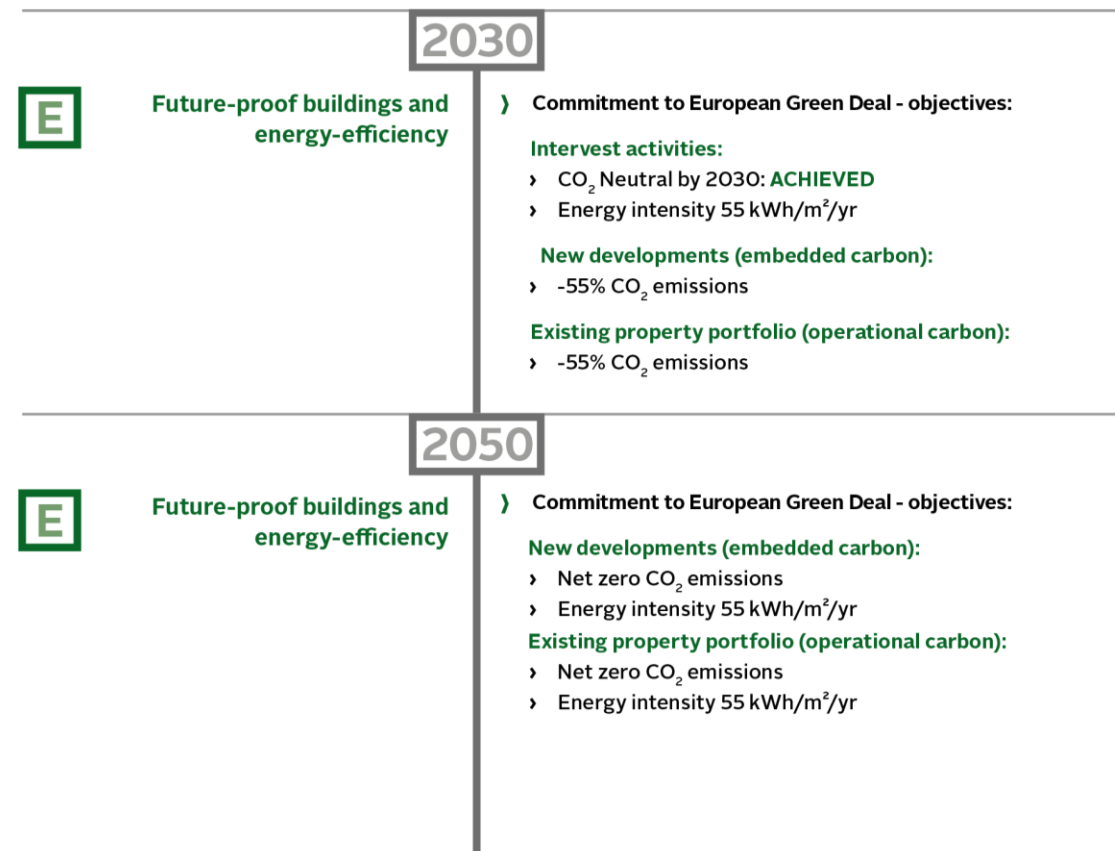 2030
E
Future-proof buildings and
energy-efficiency
❯ Commitment to European Green Deal - objectives:
Intervest activities:
› CO₂ Neutral by 2030: ACHIEVED
› Energy intensity 55 kWh/m²/yr
New developments (embedded carbon):
› -55% CO₂ emissions
Existing property portfolio (operational carbon):
› -55% CO₂ emissions
2050
E
Future-proof buildings and
energy-efficiency
❯ Commitment to European Green Deal - objectives:
New developments (embedded carbon):
› Net zero CO₂ emissions
› Energy intensity 55 kWh/m²/yr
Existing property portfolio (operational carbon):
› Net zero CO₂ emissions
› Energy intensity 55 kWh/m²/yr